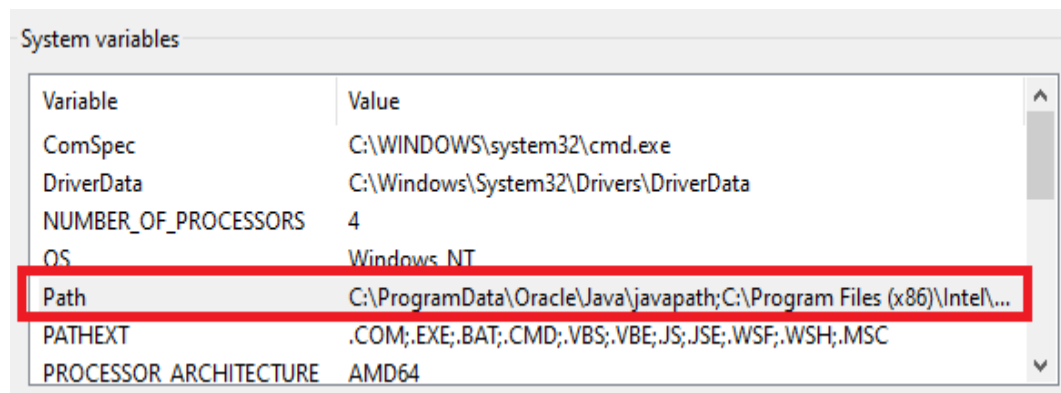 System variables
Variable Value
ComSpec C:\WINDOWS\system32\cmd.exe
DriverData C:\Windows\System32\Drivers\DriverData
NUMBER_OF_PROCESSORS 4
OS Windows_NT
Path C:\ProgramData\Oracle\Java\javapath;C:\Program Files (x86)\Intel\...
PATHEXT .COM;.EXE;.BAT;.CMD;.VBS;.VBE;.JS;.JSE;.WSF;.WSH;.MSC
PROCESSOR_ARCHITECTURE AMD64